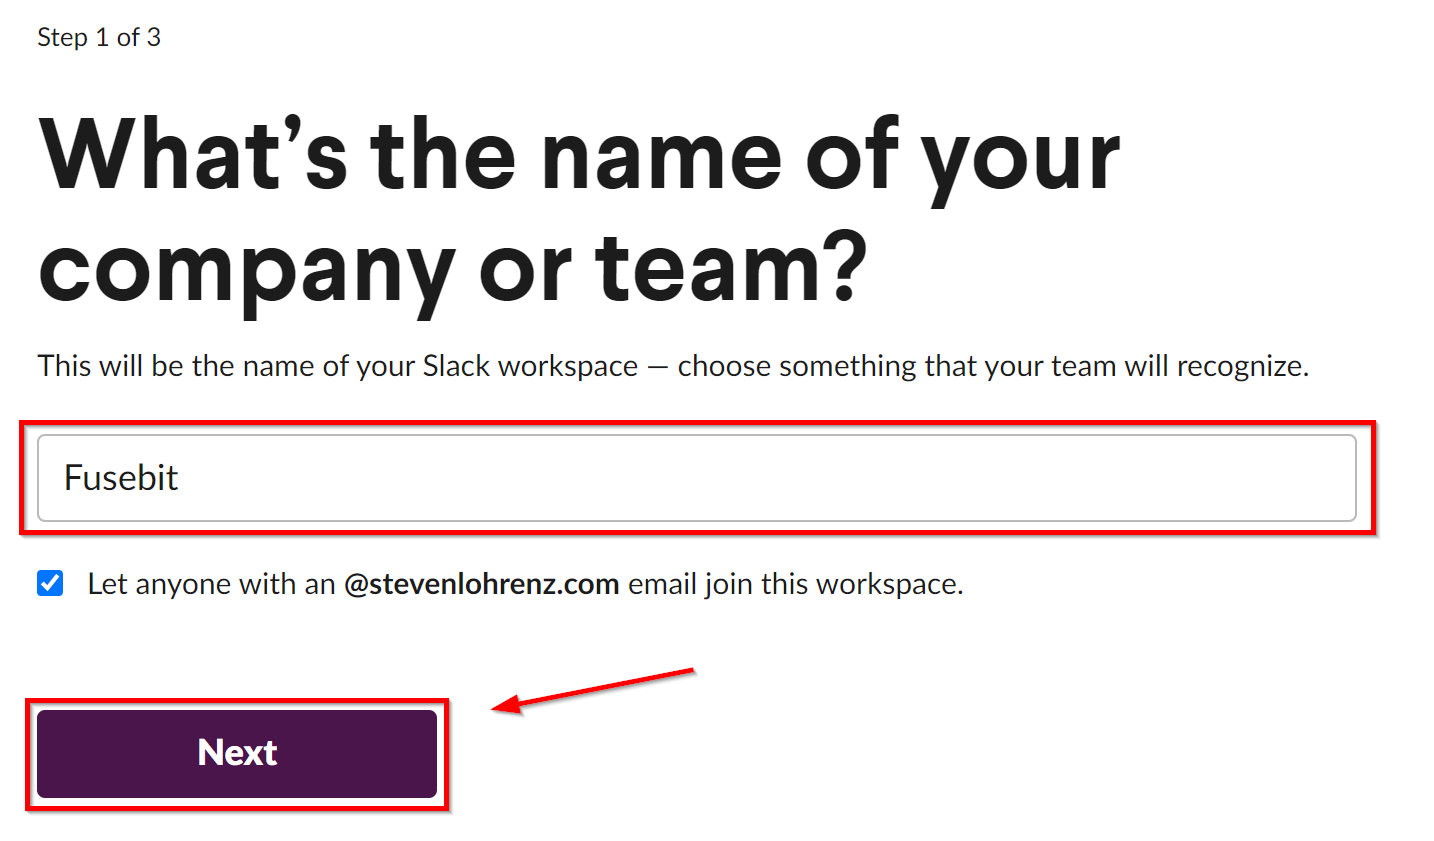 Step 1 of 3
What’s the name of your
company or team?
This will be the name of your Slack workspace — choose something that your team will recognize.
Fusebit
Let anyone with an @stevenlohrenz.com email join this workspace.
Next